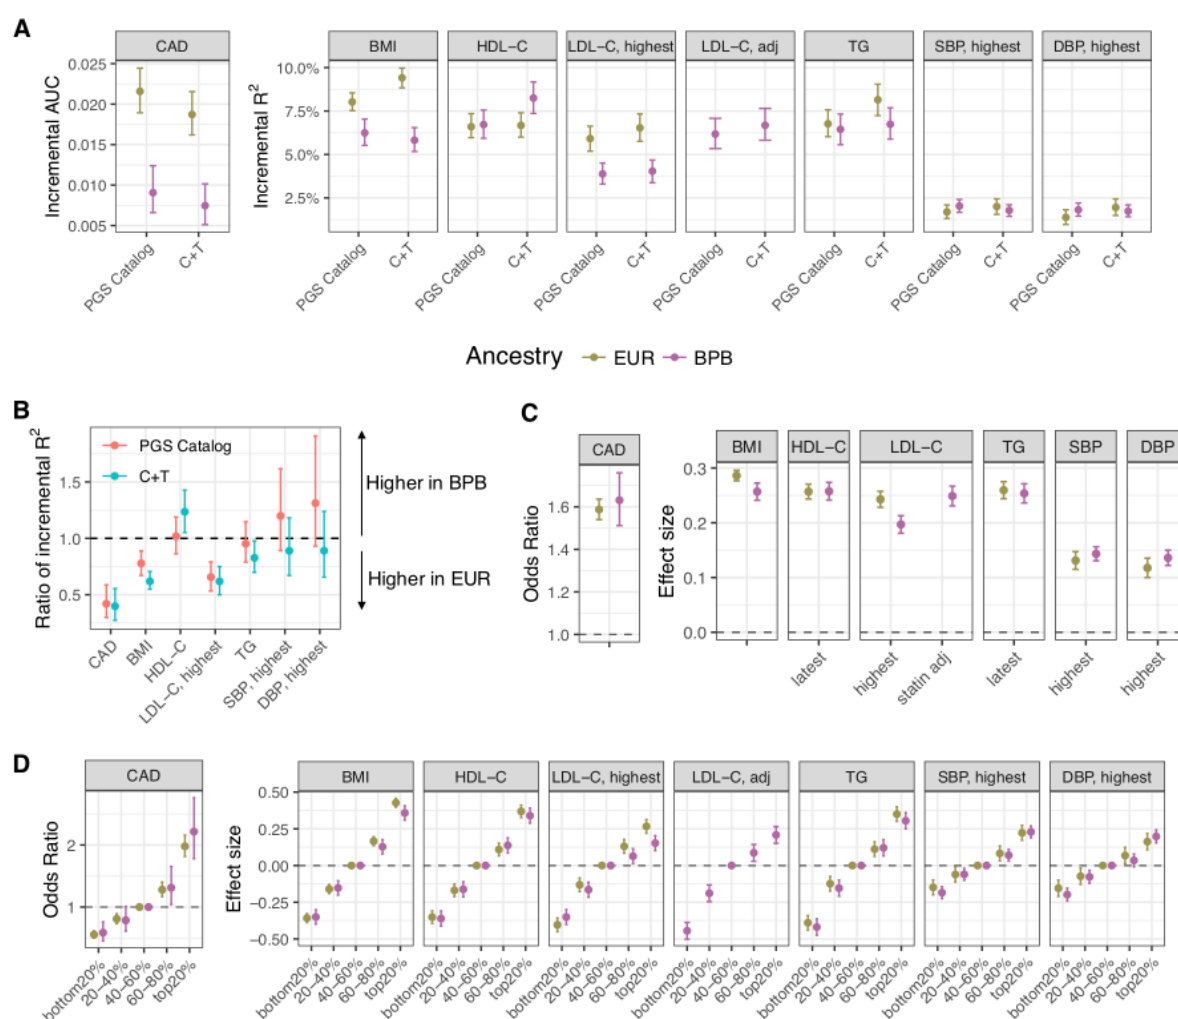 A
CAD
BMI
HDL−C
LDL−C, highest
LDL−C, adj
TG
SBP, highest
DBP, highest
Incremental AUC
0.025
0.020
0.015
0.010
0.005
Incremental R²
10.0%
7.5%
5.0%
2.5%
PGS Catalog
C+T
PGS Catalog
C+T
PGS Catalog
C+T
PGS Catalog
C+T
PGS Catalog
C+T
PGS Catalog
C+T
PGS Catalog
C+T
PGS Catalog
C+T
Ancestry EUR BPB
B
Ratio of incremental R²
1.5
1.0
0.5
PGS Catalog
C+T
Higher in BPB
Higher in EUR
CAD
BMI
HDL−C
LDL−C, highest
TG
SBP, highest
DBP, highest
C
CAD
BMI
HDL−C
LDL−C
TG
SBP
DBP
Odds Ratio
1.6
1.4
1.2
1.0
Effect size
0.3
0.2
0.1
0.0
latest
highest
statin adj
latest
highest
highest
D
CAD
BMI
HDL−C
LDL−C, highest
LDL−C, adj
TG
SBP, highest
DBP, highest
Odds Ratio
2
1
Effect size
0.50
0.25
0.00
−0.25
−0.50
bottom20%
20−40%
40−60%
60−80%
top20%
bottom20%
20−40%
40−60%
60−80%
top20%
bottom20%
20−40%
40−60%
60−80%
top20%
bottom20%
20−40%
40−60%
60−80%
top20%
bottom20%
20−40%
40−60%
60−80%
top20%
bottom20%
20−40%
40−60%
60−80%
top20%
bottom20%
20−40%
40−60%
60−80%
top20%
bottom20%
20−40%
40−60%
60−80%
top20%